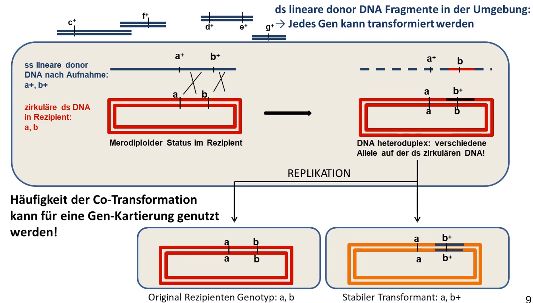 ds lineare donor DNA Fragmente in der Umgebung:
→ Jedes Gen kann transformiert werden
c+
f+
d+
e+
g+
ss lineare donor
DNA nach Aufnahme:
a+, b+
a+
b+
a+
b
zirkuläre ds DNA
in Rezipient:
a, b
a
b
a
b+
a
b
Merodiploider Status im Rezipient
DNA heteroduplex: verschiedene
Allele auf der ds zirkulären DNA!
REPLIKATION
Häufigkeit der Co-Transformation
kann für eine Gen-Kartierung genutzt
werden!
a
b
a
b
a
b+
a
b+
Original Rezipienten Genotyp: a, b
Stabiler Transformant: a, b+
9